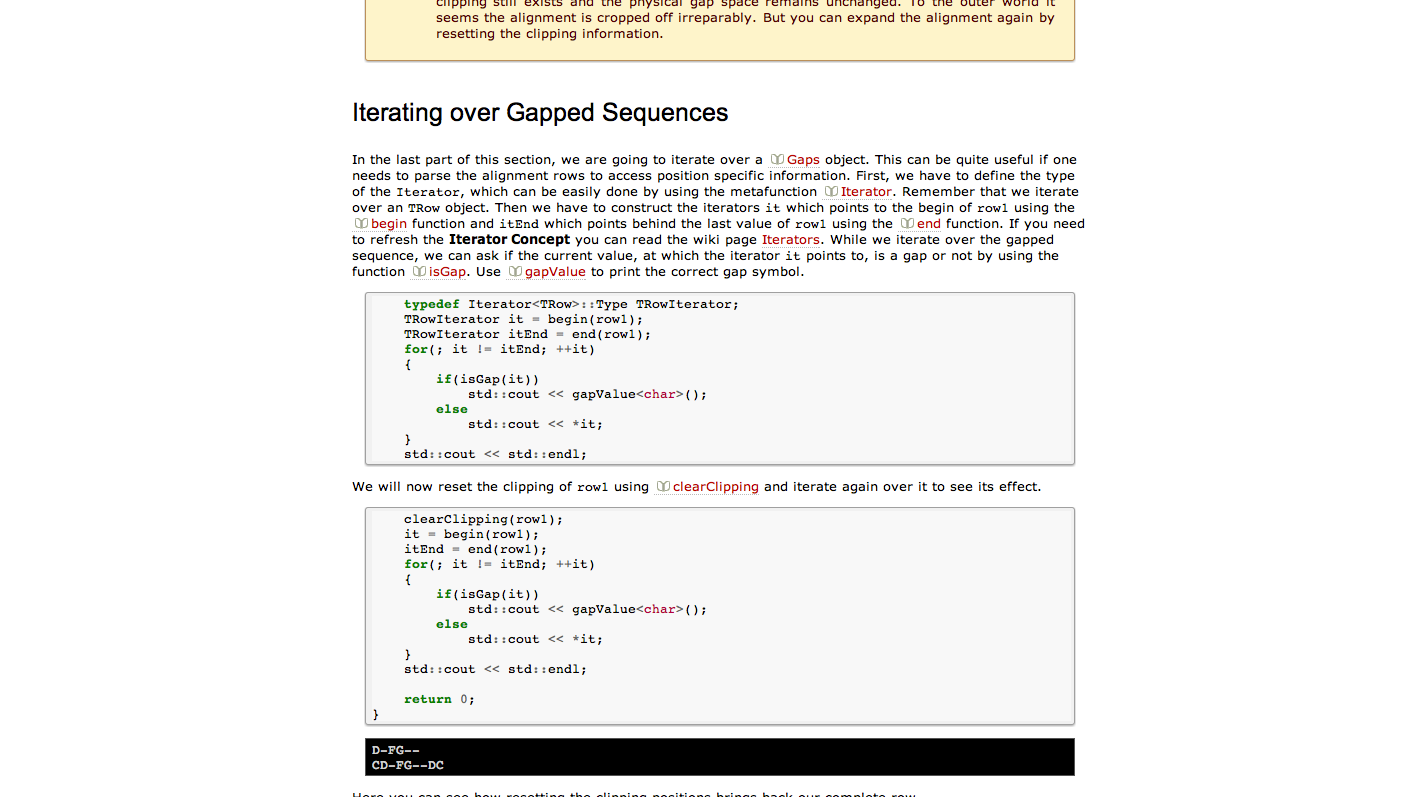 clipping still exists and the physical gap space remains unchanged. To the outer world it
seems the alignment is cropped off irreparably. But you can expand the alignment again by
resetting the clipping information.
Iterating over Gapped Sequences
In the last part of this section, we are going to iterate over a Gaps object. This can be quite useful if one
needs to parse the alignment rows to access position specific information. First, we have to define the type
of the Iterator, which can be easily done by using the metafunction Iterator. Remember that we iterate
over an TRow object. Then we have to construct the iterators it which points to the begin of row1 using the
begin function and itEnd which points behind the last value of row1 using the end function. If you need
to refresh the Iterator Concept you can read the wiki page Iterators. While we iterate over the gapped
sequence, we can ask if the current value, at which the iterator it points to, is a gap or not by using the
function isGap. Use gapValue to print the correct gap symbol.
    typedef Iterator<TRow>::Type TRowIterator;
    TRowIterator it = begin(row1);
    TRowIterator itEnd = end(row1);
    for(; it != itEnd; ++it)
    {
        if(isGap(it))
            std::cout << gapValue<char>();
        else
            std::cout << *it;
    }
    std::cout << std::endl;
We will now reset the clipping of row1 using clearClipping and iterate again over it to see its effect.
    clearClipping(row1);
    it = begin(row1);
    itEnd = end(row1);
    for(; it != itEnd; ++it)
    {
        if(isGap(it))
            std::cout << gapValue<char>();
        else
            std::cout << *it;
    }
    std::cout << std::endl;
    return 0;
}
D-FG--
CD-FG--DC
Here you can see how resetting the clipping positions brings back our complete row.